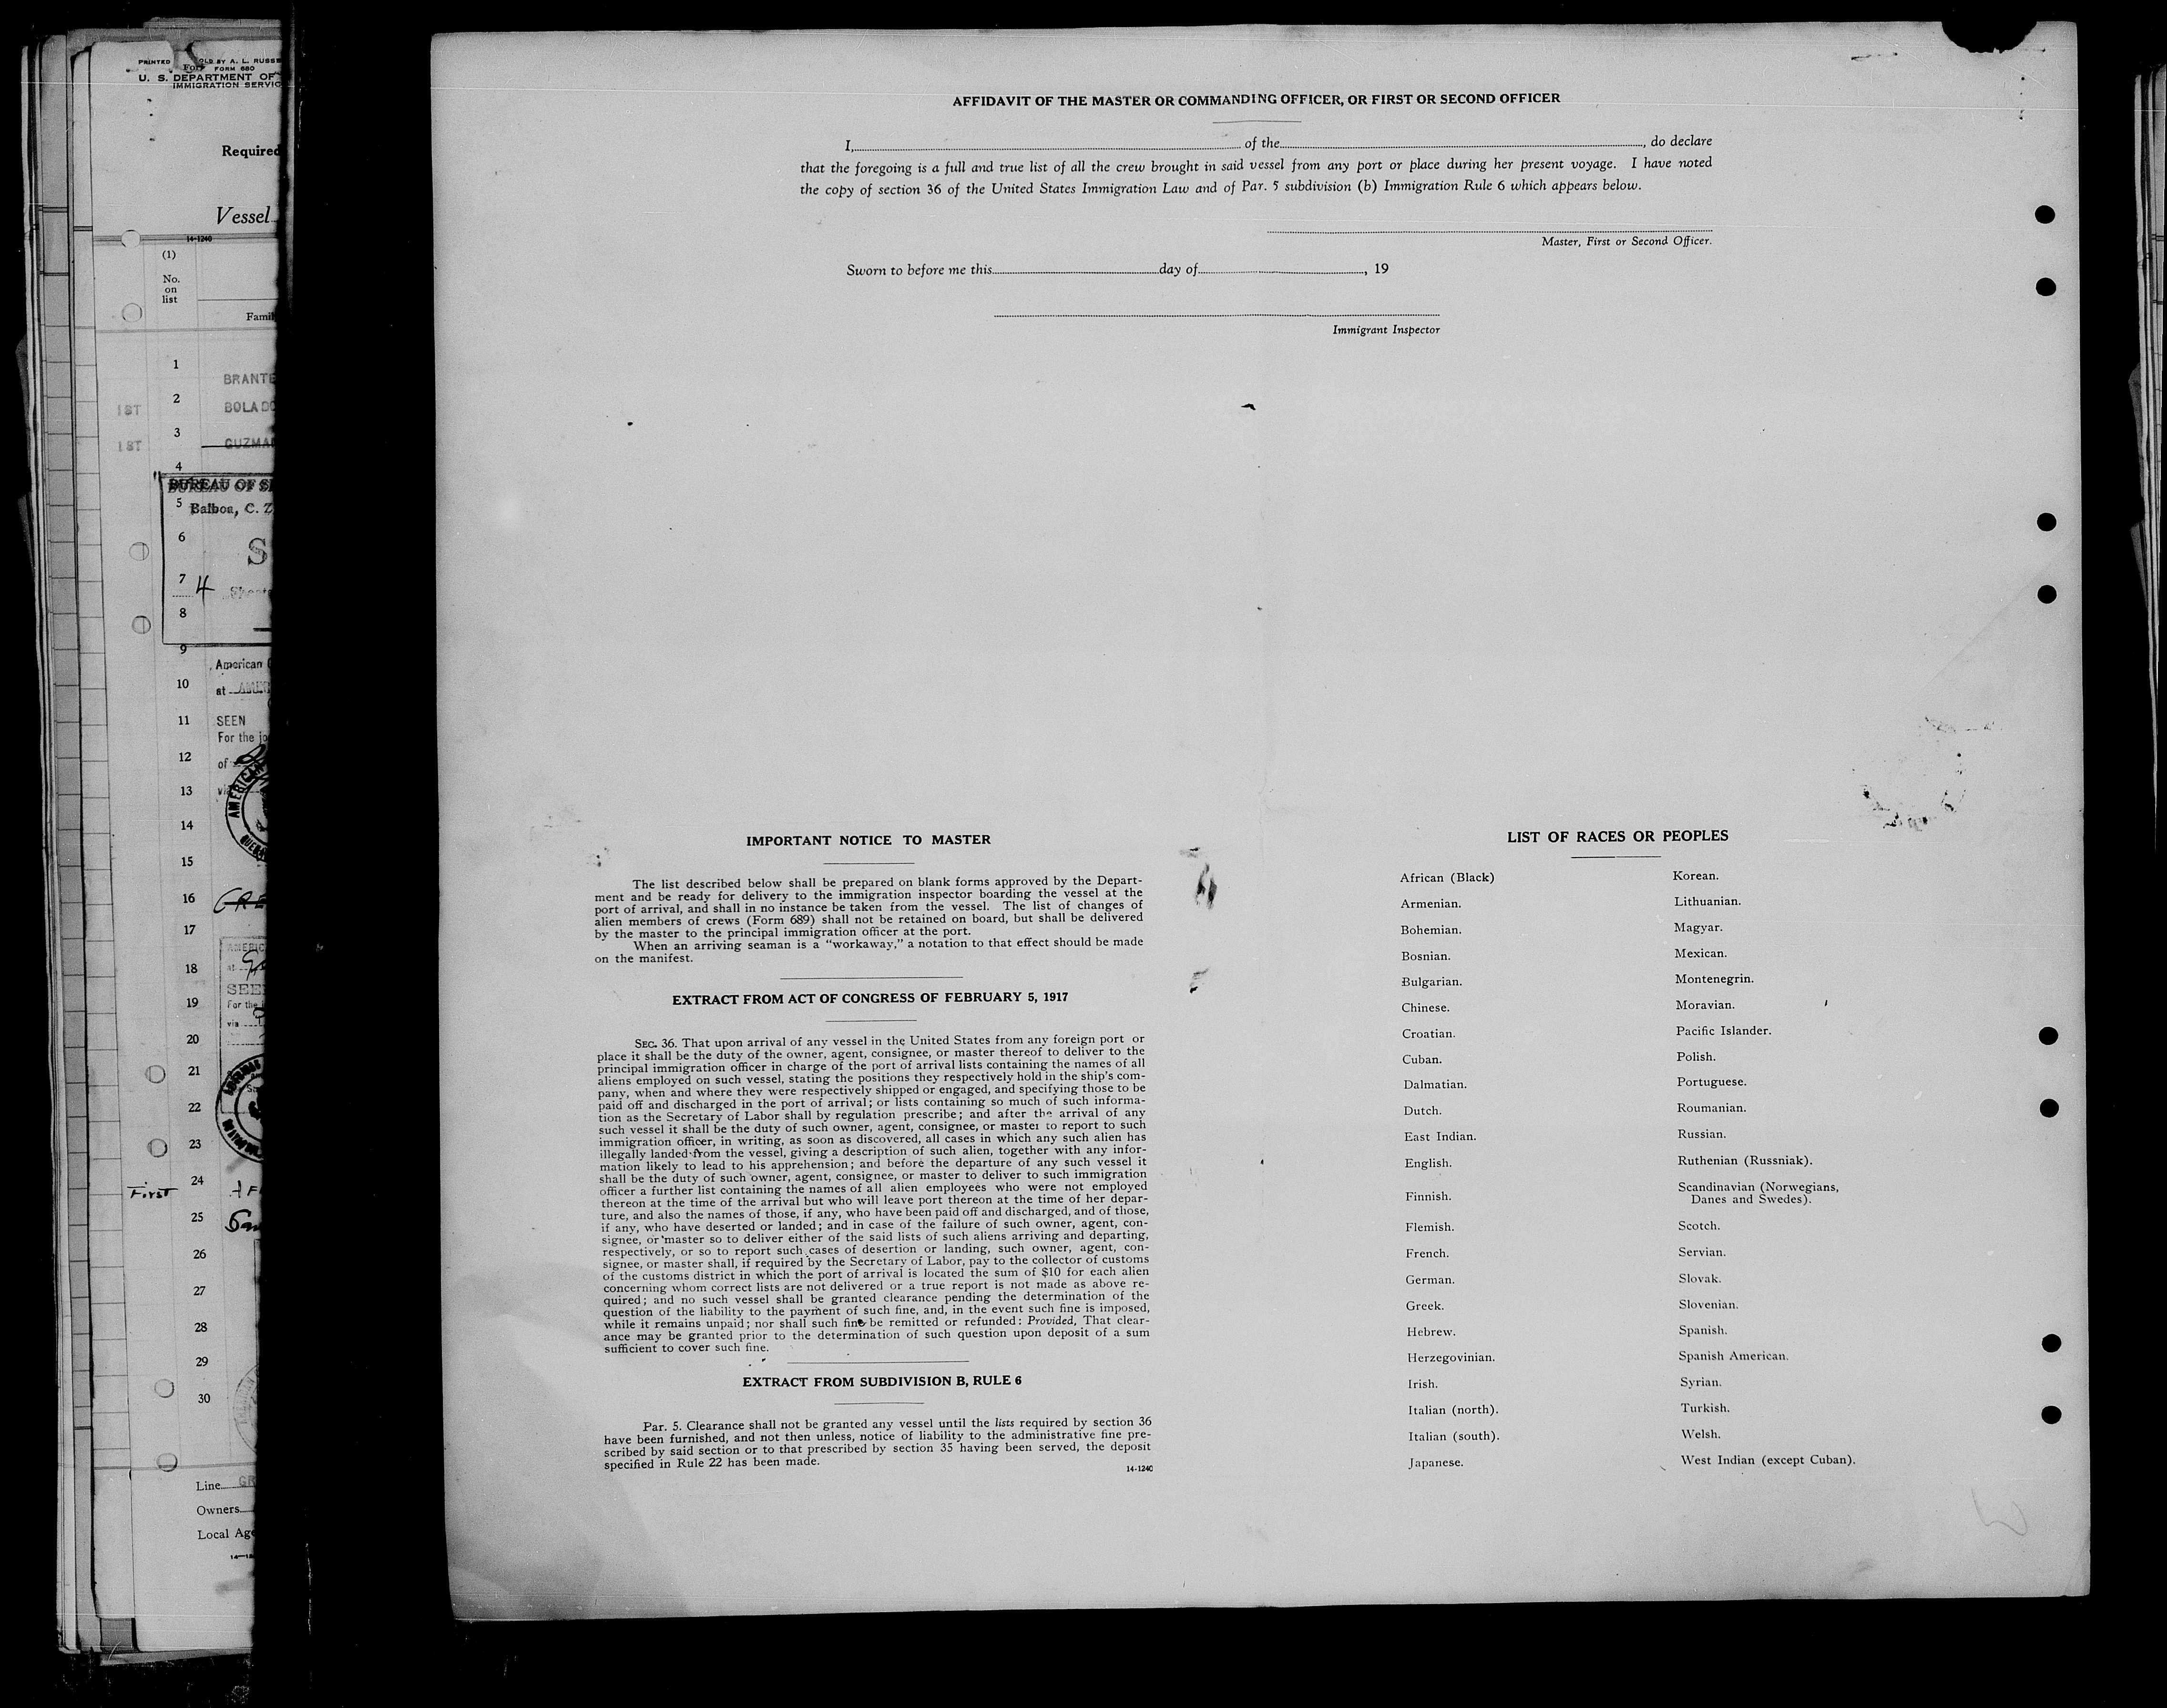 PRINTED
OLD BY A. L. RUSS
FORM 680
U. S. DEPARTMENT OF
IMMIGRATION SERVIC
Required
Vessel
14-1240
(1)
No.
on
list
Famil
1
BRANTE
1ST 2 BOLADO
1ST 3 GUZMA
4
BUREAU OF
5
Balboa, C. Z
6
7 4
8
9
American
10
at
11 SEEN
For the jo
12
of
13
14
15
16
17
18
19 For the
via
20
21
22
23
First 24
25
26
27
28
29
30
Line
Owners
Local Age
AFFIDAVIT OF THE MASTER OR COMMANDING OFFICER, OR FIRST OR SECOND OFFICER
I, of the , do declare
that the foregoing is a full and true list of all the crew brought in said vessel from any port or place during her present voyage. I have noted
the copy of section 36 of the United States Immigration Law and of Par. 5 subdivision (b) Immigration Rule 6 which appears below.
Master, First or Second Officer.
Sworn to before me this day of , 19
Immigrant Inspector
IMPORTANT NOTICE TO MASTER
The list described below shall be prepared on blank forms approved by the Depart-
ment and be ready for delivery to the immigration inspector boarding the vessel at the
port of arrival, and shall in no instance be taken from the vessel. The list of changes of
alien members of crews (Form 689) shall not be retained on board, but shall be delivered
by the master to the principal immigration officer at the port.
When an arriving seaman is a “workaway,” a notation to that effect should be made
on the manifest.
EXTRACT FROM ACT OF CONGRESS OF FEBRUARY 5, 1917
SEC. 36. That upon arrival of any vessel in the United States from any foreign port or
place it shall be the duty of the owner, agent, consignee, or master thereof to deliver to the
principal immigration officer in charge of the port of arrival lists containing the names of all
aliens employed on such vessel, stating the positions they respectively hold in the ship’s com-
pany, when and where they were respectively shipped or engaged, and specifying those to be
paid off and discharged in the port of arrival; or lists containing so much of such informa-
tion as the Secretary of Labor shall by regulation prescribe; and after the arrival of any
such vessel it shall be the duty of such owner, agent, consignee, or master to report to such
immigration officer, in writing, as soon as discovered, all cases in which any such alien has
illegally landed from the vessel, giving a description of such alien, together with any infor-
mation likely to lead to his apprehension; and before the departure of any such vessel it
shall be the duty of such owner, agent, consignee, or master to deliver to such immigration
officer a further list containing the names of all alien employees who were not employed
thereon at the time of the arrival but who will leave port thereon at the time of her depar-
ture, and also the names of those, if any, who have been paid off and discharged, and of those,
if any, who have deserted or landed; and in case of the failure of such owner, agent, con-
signee, or master so to deliver either of the said lists of such aliens arriving and departing,
respectively, or so to report such cases of desertion or landing, such owner, agent, con-
signee, or master shall, if required by the Secretary of Labor, pay to the collector of customs
of the customs district in which the port of arrival is located the sum of $10 for each alien
concerning whom correct lists are not delivered or a true report is not made as above re-
quired; and no such vessel shall be granted clearance pending the determination of the
question of the liability to the payment of such fine, and, in the event such fine is imposed,
while it remains unpaid; nor shall such fine be remitted or refunded: Provided, That clear-
ance may be granted prior to the determination of such question upon deposit of a sum
sufficient to cover such fine.
EXTRACT FROM SUBDIVISION B, RULE 6
Par. 5. Clearance shall not be granted any vessel until the lists required by section 36
have been furnished, and not then unless, notice of liability to the administrative fine pre-
scribed by said section or to that prescribed by section 35 having been served, the deposit
specified in Rule 22 has been made.
14-1240
LIST OF RACES OR PEOPLES
African (Black)
Armenian.
Bohemian.
Bosnian.
Bulgarian.
Chinese.
Croatian.
Cuban.
Dalmatian.
Dutch.
East Indian.
English.
Finnish.
Flemish.
French.
German.
Greek.
Hebrew.
Herzegovinian.
Irish.
Italian (north).
Italian (south).
Japanese.
Korean.
Lithuanian.
Magyar.
Mexican.
Montenegrin.
Moravian.
Pacific Islander.
Polish.
Portuguese.
Roumanian.
Russian.
Ruthenian (Russniak).
Scandinavian (Norwegians,
Danes and Swedes).
Scotch.
Servian.
Slovak.
Slovenian.
Spanish.
Spanish American.
Syrian.
Turkish.
Welsh.
West Indian (except Cuban).